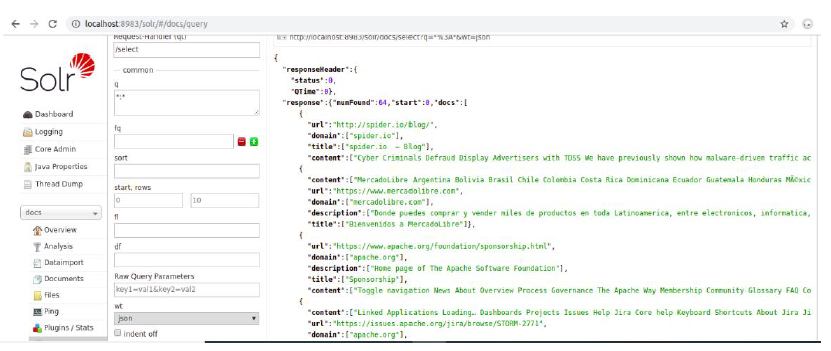 localhost:8983/solr/#/docs/query
Solr
Dashboard
Logging
Core Admin
Java Properties
Thread Dump
docs
Overview
Analysis
Dataimport
Documents
Files
Ping
Plugins / Stats
Request-Handler (qt)
/select
common
q
*:*
fq
sort
start, rows
0 10
fl
df
Raw Query Parameters
key1=val1&key2=val2
wt
json
indent off
http://localhost:8983/solr/docs/select?q=*%3A*&wt=json
{
"responseHeader":{
"status":0,
"QTime":0},
"response":{"numFound":64,"start":0,"docs":[
{
"url":"http://spider.io/blog/",
"domain":["spider.io"],
"title":["spider.io — Blog"],
"content":["Cyber Criminals Defraud Display Advertisers with TDSS We have previously shown how malware-driven traffic ac
{
"content":["MercadoLibre Argentina Bolivia Brasil Chile Colombia Costa Rica Dominicana Ecuador Guatemala Honduras MÃ©xic
"url":"https://www.mercadolibre.com",
"domain":["mercadolibre.com"],
"description":["Donde puedes comprar y vender miles de productos en toda Latinoamerica, entre electronicos, informatica,
"title":["Bienvenidos a MercadoLibre"]},
{
"url":"https://www.apache.org/foundation/sponsorship.html",
"domain":["apache.org"],
"description":["Home page of The Apache Software Foundation"],
"title":["Sponsorship"],
"content":["Toggle navigation News About Overview Process Governance The Apache Way Membership Community Glossary FAQ Co
{
"content":["Linked Applications Loading… Dashboards Projects Issues Help Jira Core help Keyboard Shortcuts About Jira Ji
"url":"https://issues.apache.org/jira/browse/STORM-2771",
"domain":["apache.org"],